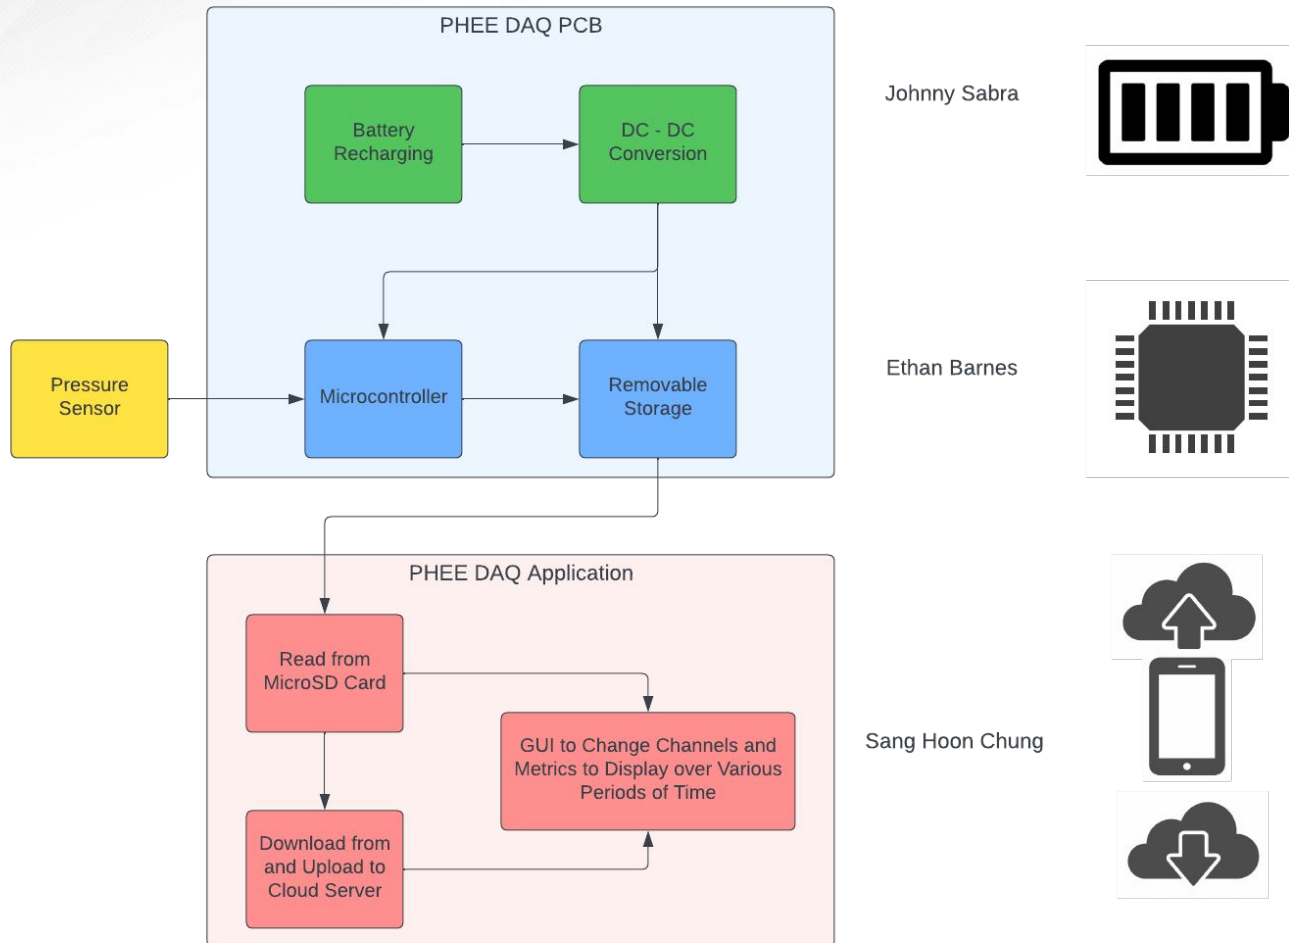 PHEE DAQ PCB
Battery
Recharging
DC - DC
Conversion
Johnny Sabra
Pressure
Sensor
Microcontroller
Removable
Storage
Ethan Barnes
PHEE DAQ Application
Read from
MicroSD Card
GUI to Change Channels and
Metrics to Display over Various
Periods of Time
Sang Hoon Chung
Download from
and Upload to
Cloud Server